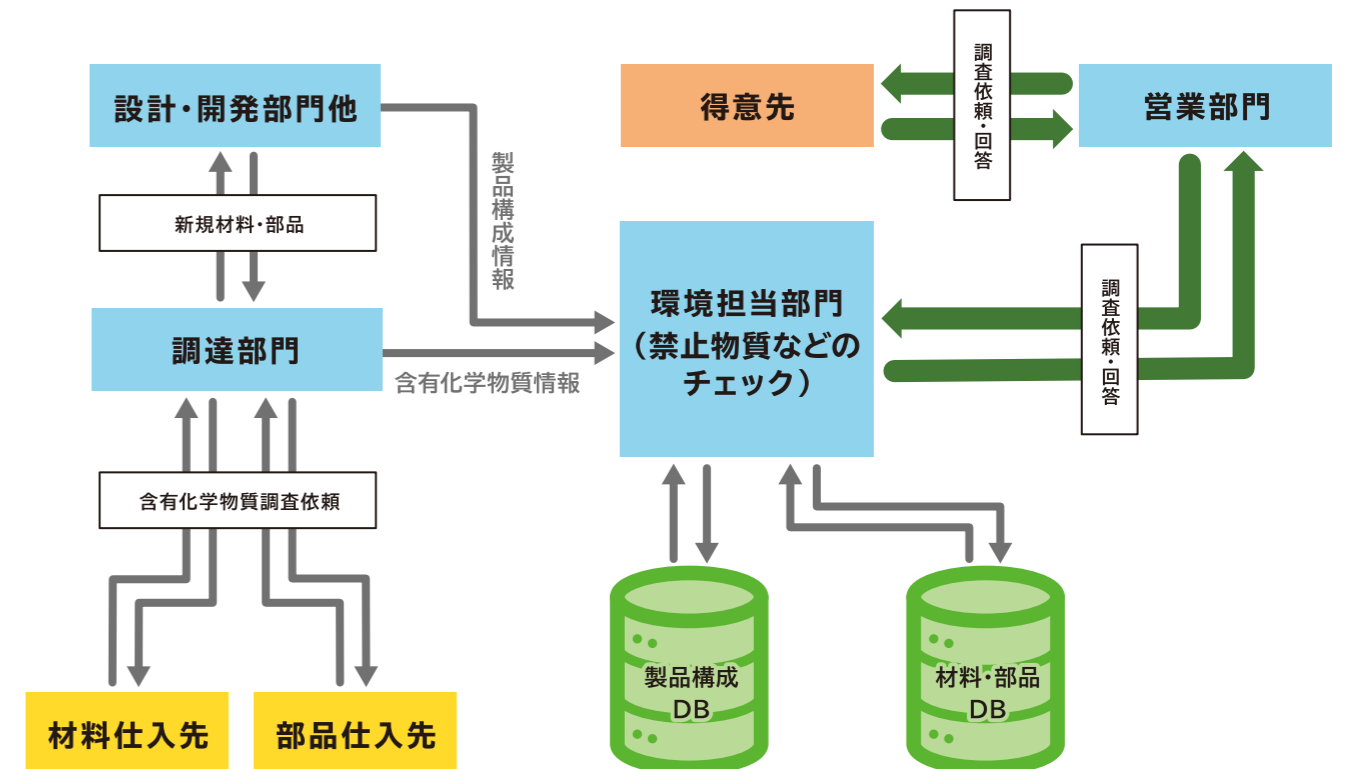 設計・開発部門他
得意先
調査依頼・回答
営業部門
製品構成情報
新規材料・部品
環境担当部門
（禁止物質などの
チェック）
調査依頼・回答
調達部門
含有化学物質情報
含有化学物質調査依頼
製品構成
DB
材料・部品
DB
材料仕入先
部品仕入先